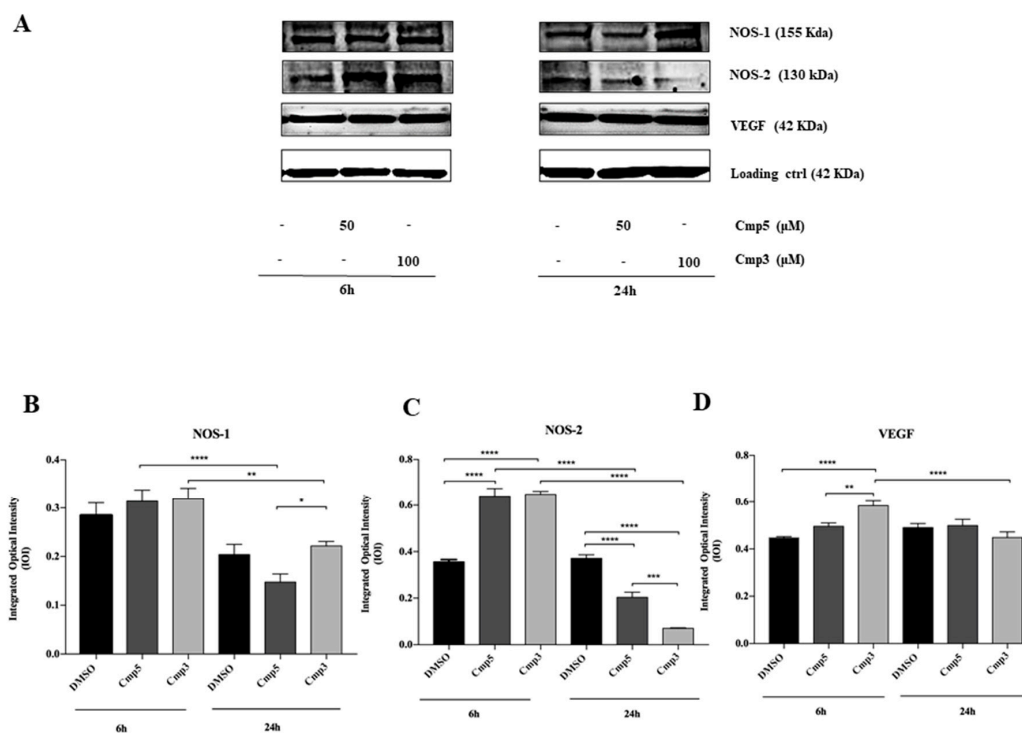 A
NOS-1 (155 Kda)
NOS-2 (130 kDa)
VEGF (42 KDa)
Loading ctrl (42 KDa)
- 50 - - 50 - Cmp5 (µM)
- - 100 - - 100 Cmp3 (µM)
6h 24h
B
NOS-1
Integrated Optical Intensity
(IOI)
0.4
0.3
0.2
0.1
0.0
****
**
*
DMSO Cmp5 Cmp3 DMSO Cmp5 Cmp3
6h 24h
C
NOS-2
Integrated Optical Intensity
(IOI)
0.8
0.6
0.4
0.2
0.0
**** ****
**** ****
****
****
***
DMSO Cmp5 Cmp3 DMSO Cmp5 Cmp3
6h 24h
D
VEGF
Integrated Optical Intensity
(IOI)
0.8
0.6
0.4
0.2
0.0
**** ****
**
DMSO Cmp5 Cmp3 DMSO Cmp5 Cmp3
6h 24h